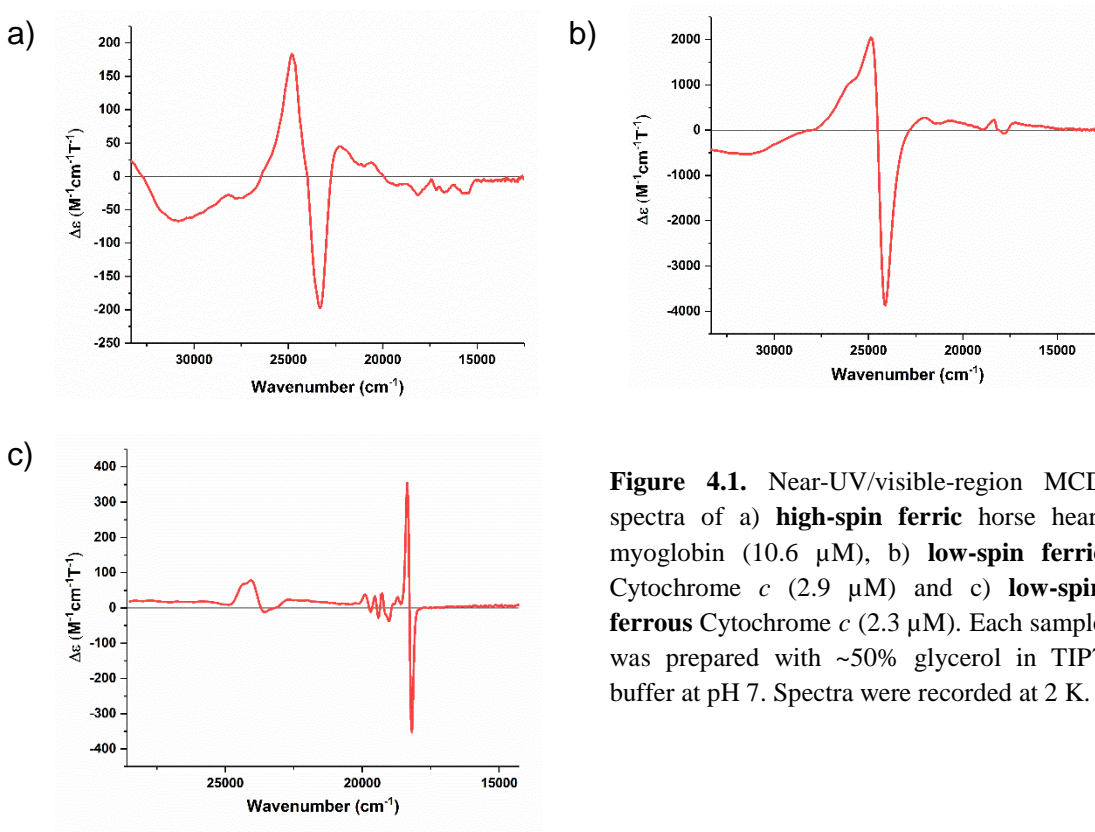 a)
200
150
100
50
0
-50
-100
-150
-200
-250
Δε (M⁻¹cm⁻¹T⁻¹)
30000 25000 20000 15000
Wavenumber (cm⁻¹)
b)
2000
1000
0
-1000
-2000
-3000
-4000
Δε (M⁻¹cm⁻¹T⁻¹)
30000 25000 20000 15000
Wavenumber (cm⁻¹)
c)
400
300
200
100
0
-100
-200
-300
-400
Δε (M⁻¹cm⁻¹T⁻¹)
25000 20000 15000
Wavenumber (cm⁻¹)
Figure 4.1. Near-UV/visible-region MCD
spectra of a) high-spin ferric horse hear
myoglobin (10.6 µM), b) low-spin ferric
Cytochrome c (2.9 µM) and c) low-spin
ferrous Cytochrome c (2.3 µM). Each sample
was prepared with ~50% glycerol in
buffer at pH 7. Spectra were recorded at 2 K.